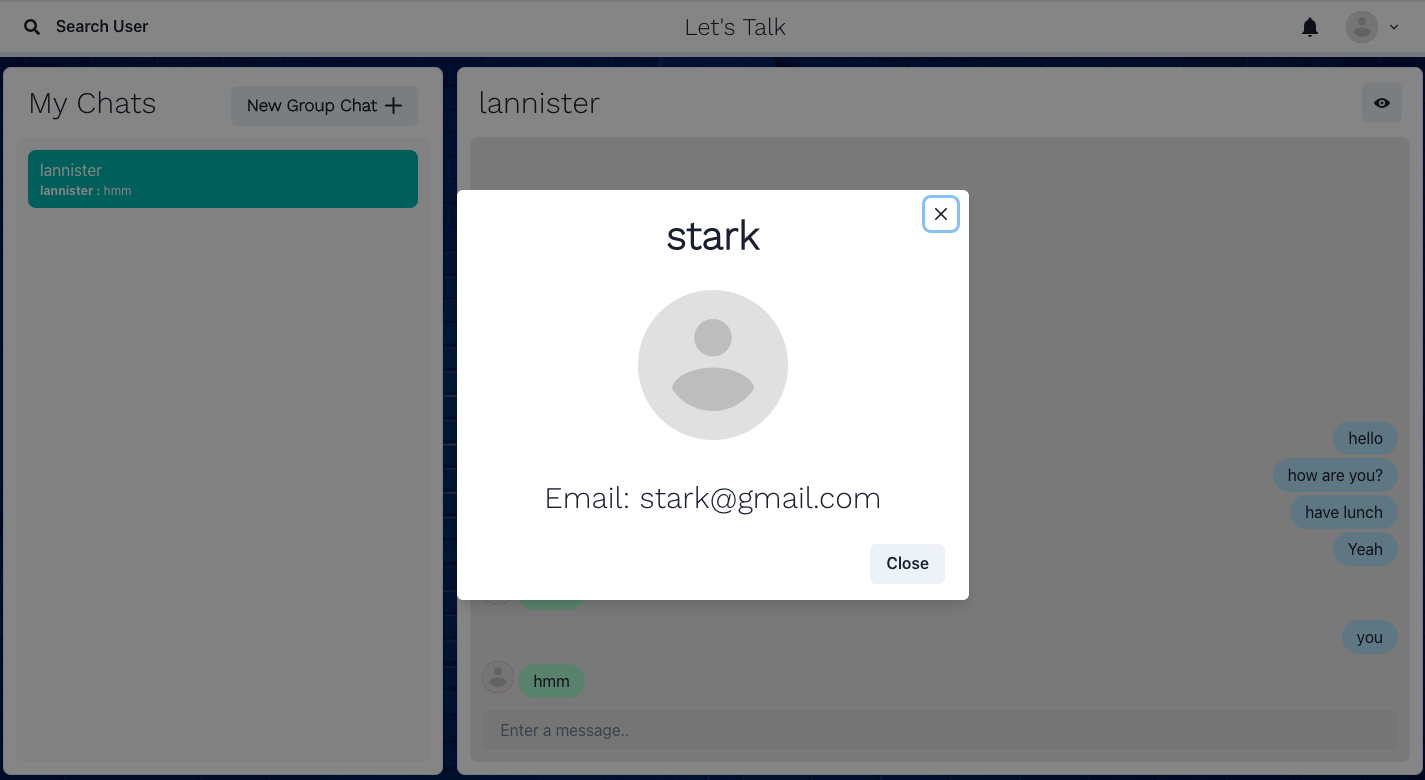 Search User
Let's Talk
My Chats
New Group Chat
lannister
lannister : hmm
lannister
stark
Email: stark@gmail.com
Close
hello
how are you?
have lunch
Yeah
you
hmm
Enter a message..